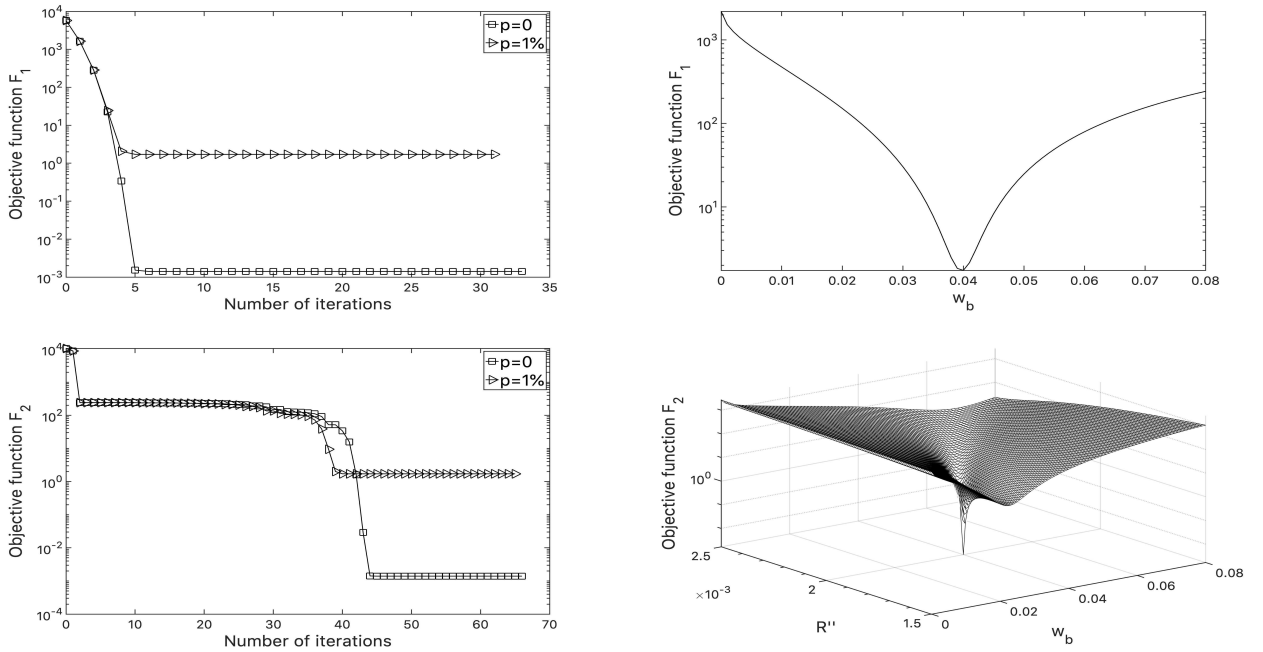 10^4
10^3
10^2
10^1
10^0
10^-1
10^-2
10^-3
Objective function F_1
p=0
p=1%
0 5 10 15 20 25 30 35
Number of iterations
10^3
10^2
10^1
Objective function F_1
0 0.01 0.02 0.03 0.04 0.05 0.06 0.07 0.08
w_b
10^4
10^2
10^0
10^-2
10^-4
Objective function F_2
p=0
p=1%
0 10 20 30 40 50 60 70
Number of iterations
Objective function F_2
10^0
2.5
×10^-3
2
1.5
R''
0
0.02
0.04
0.06
0.08
w_b